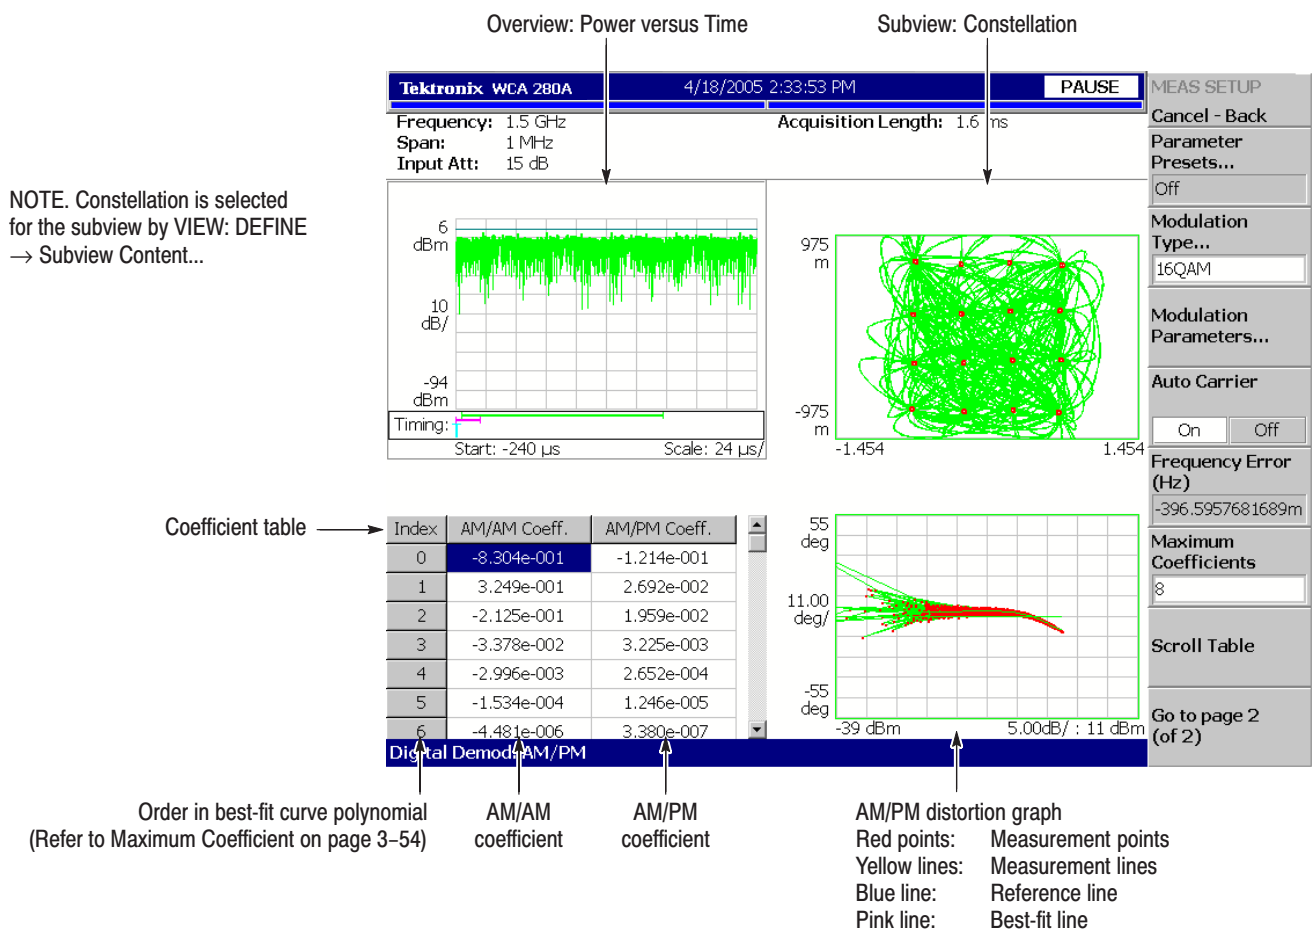 Overview: Power versus Time
Subview: Constellation
Tektronix WCA 280A
4/18/2005 2:33:53 PM
PAUSE
MEAS SETUP
Cancel - Back
Frequency: 1.5 GHz
Acquisition Length: 1.6 ms
Span: 1 MHz
Input Att: 15 dB
Parameter
Presets...
Off
NOTE. Constellation is selected
for the subview by VIEW: DEFINE
→ Subview Content...
Modulation
Type...
16QAM
Modulation
Parameters...
Auto Carrier
On Off
Frequency Error
(Hz)
-396.5957681689m
Maximum
Coefficients
8
Scroll Table
Go to page 2
(of 2)
6
dBm
10
dB/
-94
dBm
Timing:
Start: -240 µs
Scale: 24 µs/
975
m
-975
m
-1.454
1.454
Coefficient table
Index AM/AM Coeff. AM/PM Coeff.
0 -8.304e-001 -1.214e-001
1 3.249e-001 2.692e-002
2 -2.125e-001 1.959e-002
3 -3.378e-002 3.225e-003
4 -2.996e-003 2.652e-004
5 -1.534e-004 1.246e-005
6 -4.481e-006 3.380e-007
55
deg
11.00
deg/
-55
deg
-39 dBm
5.00dB/ : 11 dBm
Digital Demod: AM/PM
Order in best-fit curve polynomial
(Refer to Maximum Coefficient on page 3–54)
AM/AM
coefficient
AM/PM
coefficient
AM/PM distortion graph
Red points: Measurement points
Yellow lines: Measurement lines
Blue line: Reference line
Pink line: Best-fit line